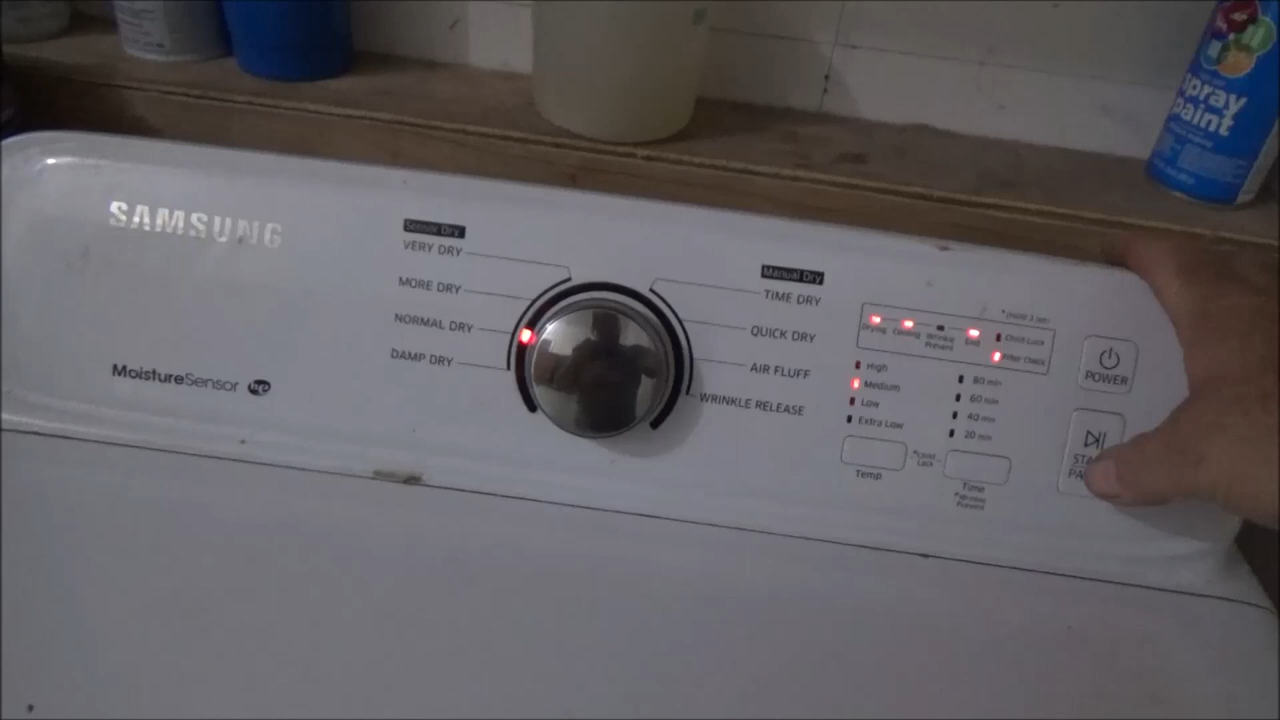 SAMSUNG
MoistureSensor
Sensor Dry
VERY DRY
MORE DRY
NORMAL DRY
DAMP DRY
Manual Dry
TIME DRY
QUICK DRY
AIR FLUFF
WRINKLE RELEASE
Drying
Cooling
Wrinkle
Prevent
End
Child Lock
Filter Check
High
Medium
Low
Extra Low
Temp
80 min
60 min
40 min
20 min
*Child
Lock
Time
Prevent
POWER
spray
paint